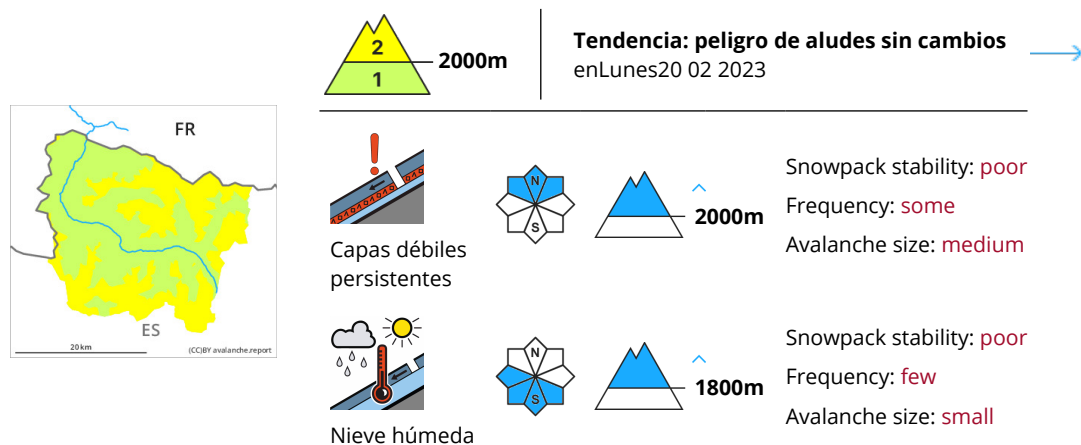 2
1
2000m
Tendencia: peligro de aludes sin cambios
enLunes20 02 2023
FR
ES
20 km
(CC)BY avalanche.report
N
S
2000m
Snowpack stability: poor
Frequency: some
Avalanche size: medium
Capas débiles
persistentes
N
S
1800m
Snowpack stability: poor
Frequency: few
Avalanche size: small
Nieve húmeda